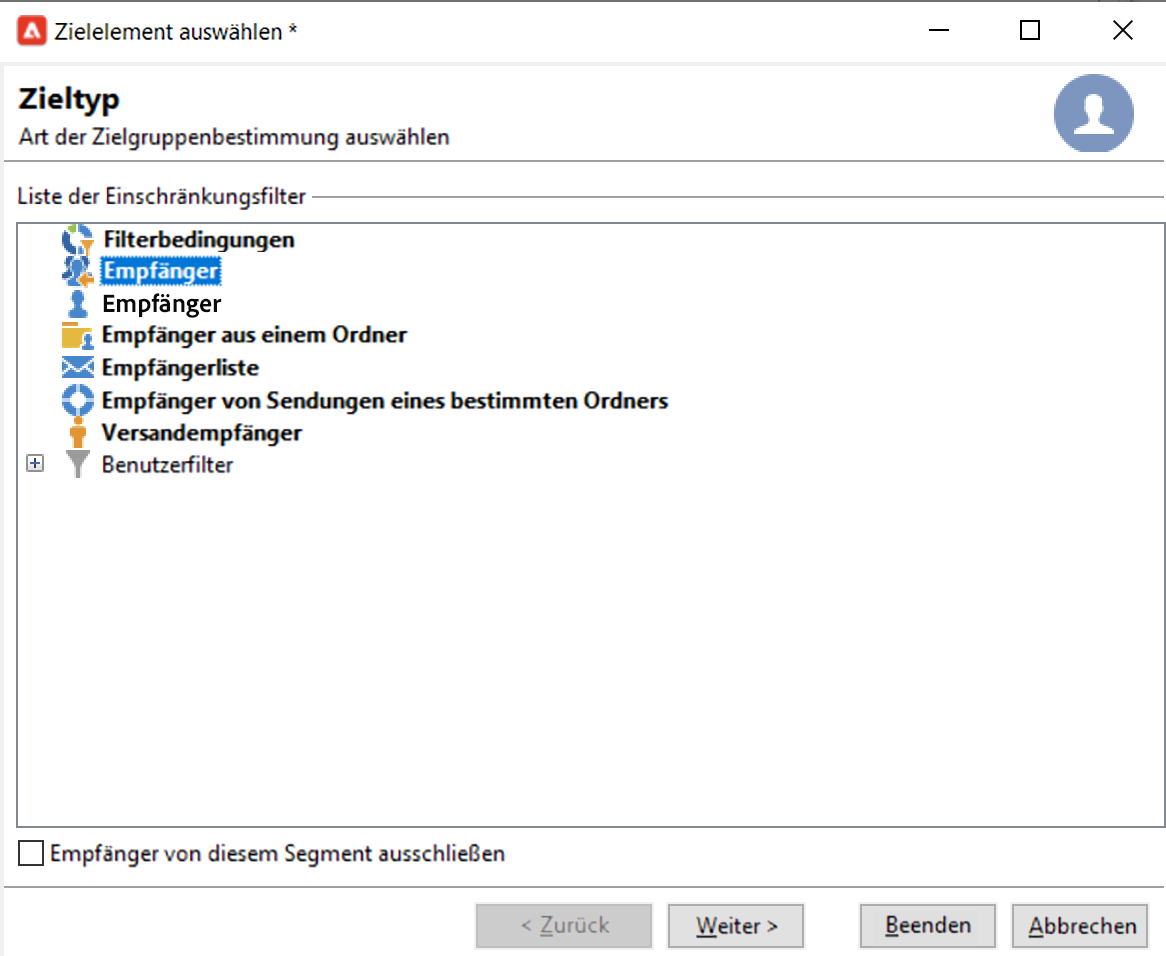 Zielelement auswählen *
Zieltyp
Art der Zielgruppenbestimmung auswählen
Liste der Einschränkungsfilter
Filterbedingungen
Empfänger
Empfänger
Empfänger aus einem Ordner
Empfängerliste
Empfänger von Sendungen eines bestimmten Ordners
Versandempfänger
Benutzerfilter
Empfänger von diesem Segment ausschließen
< Zurück Weiter > Beenden Abbrechen